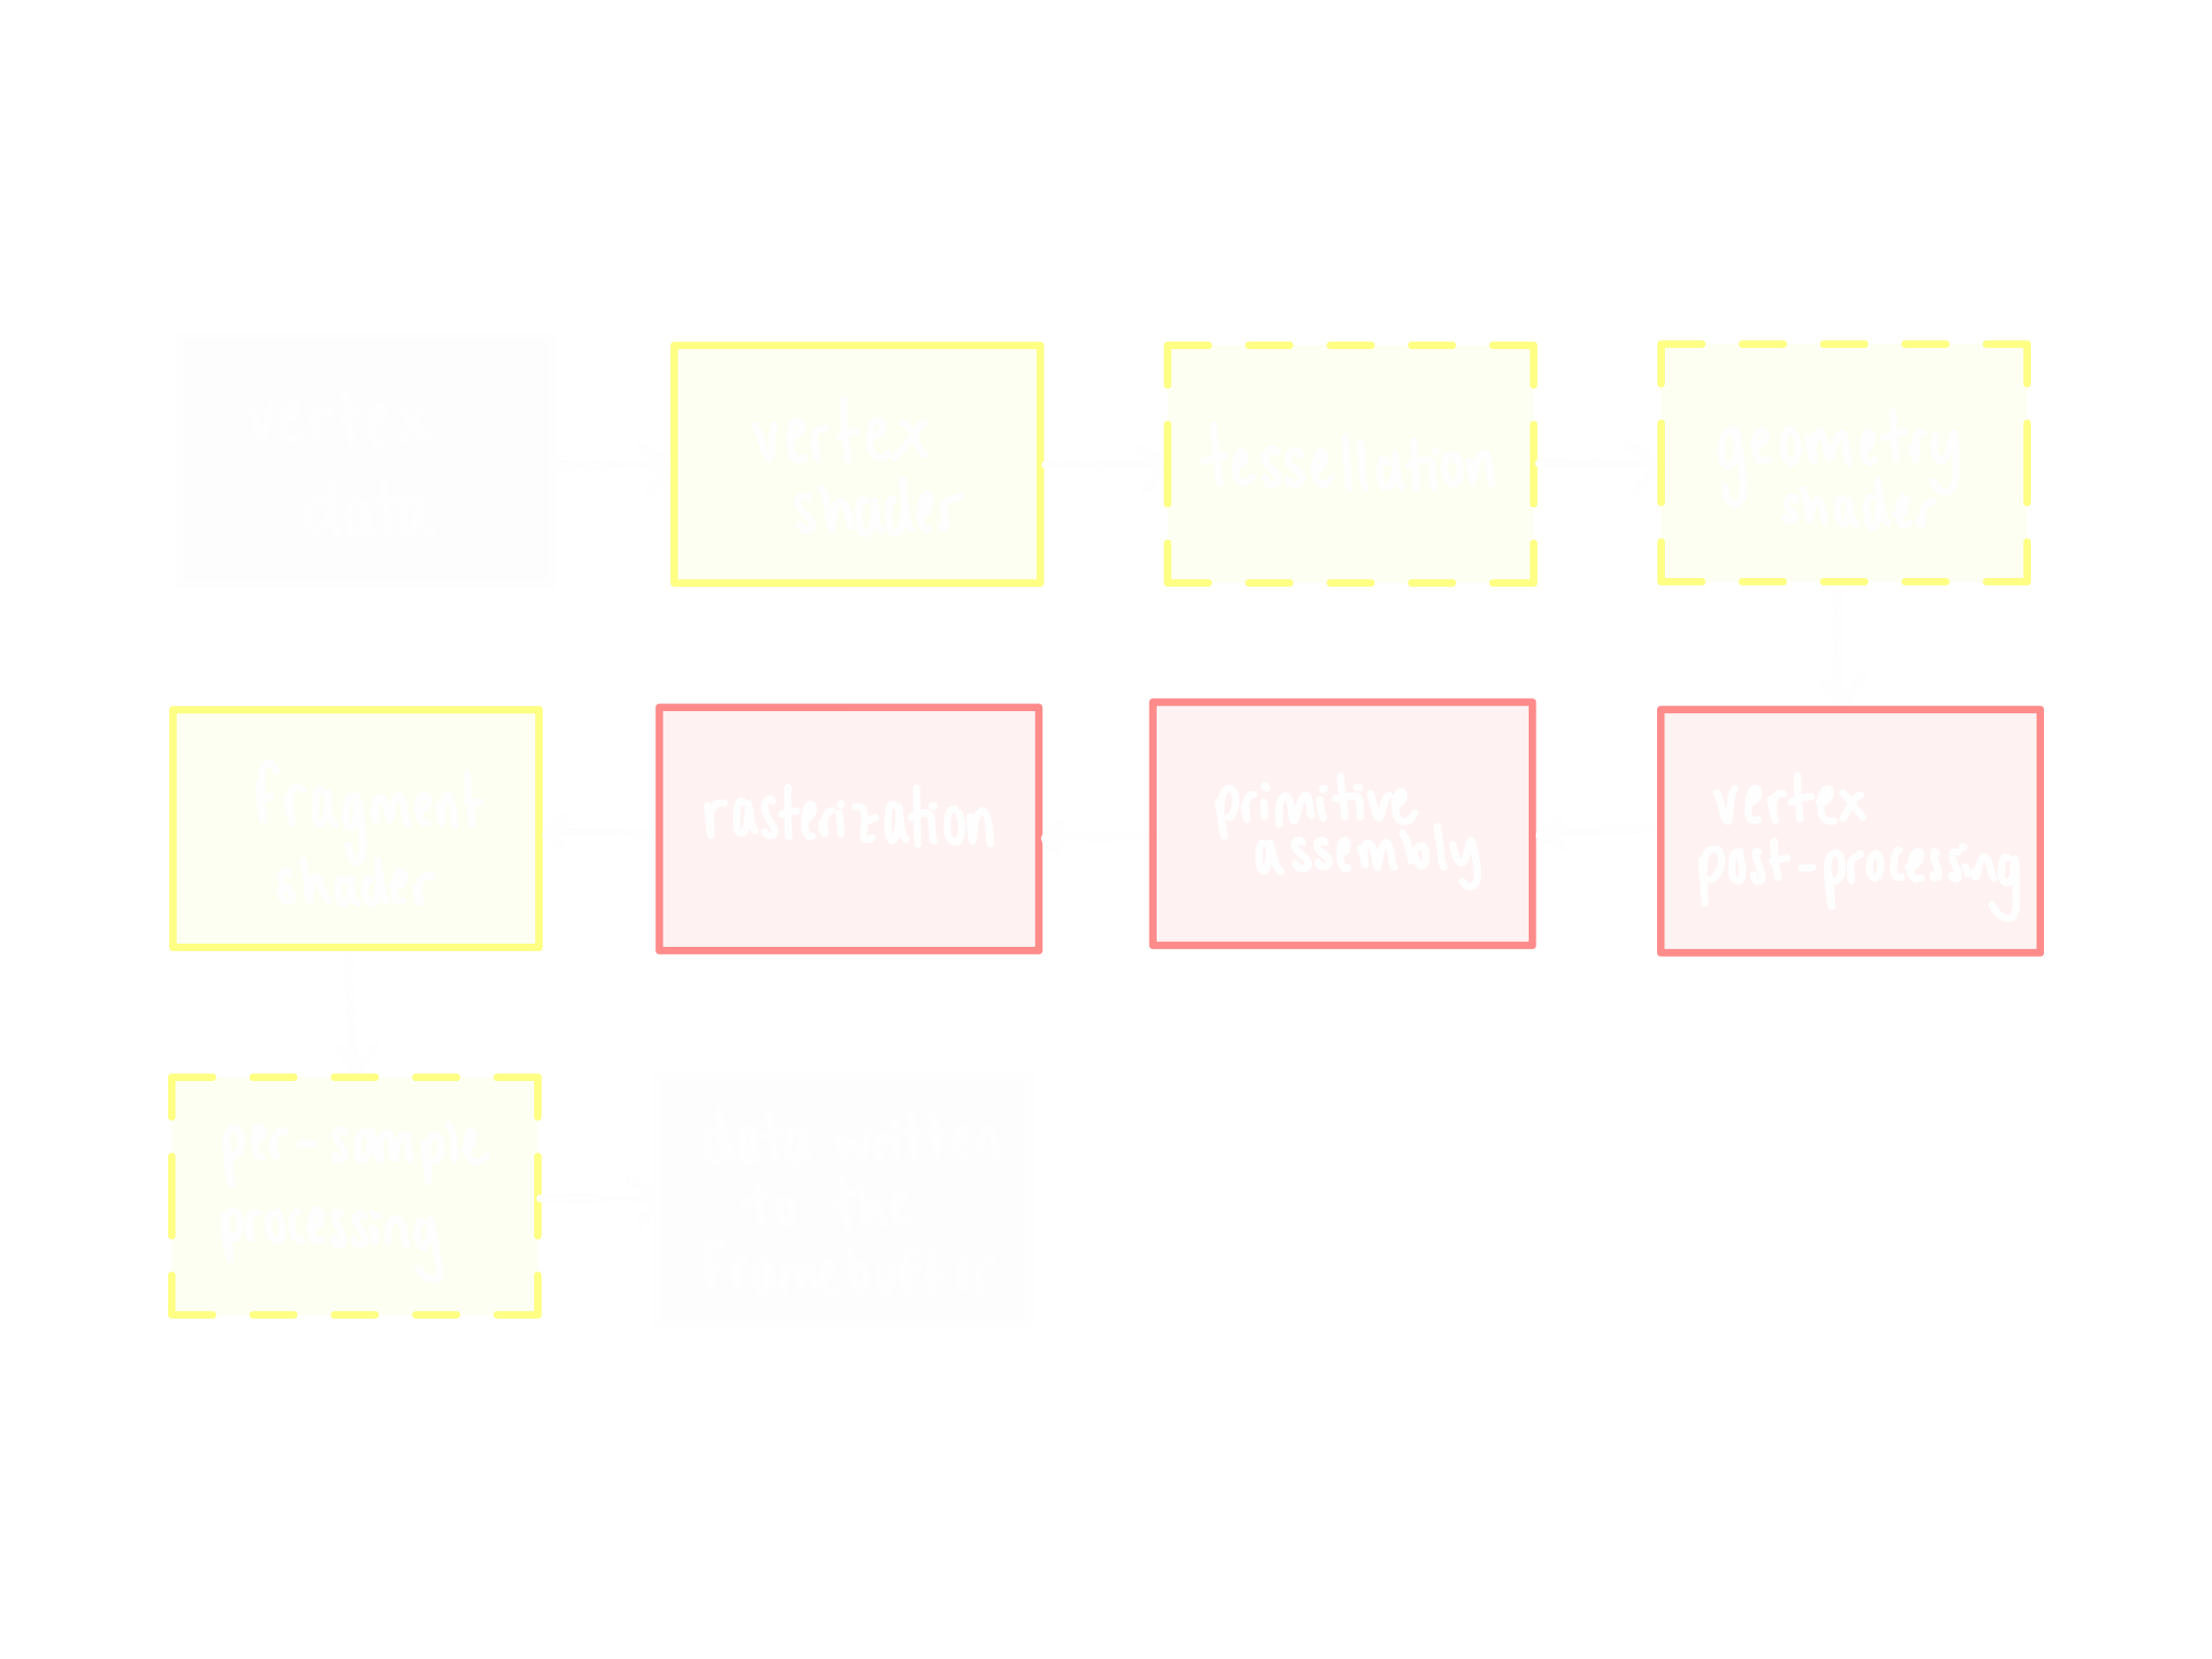 vertex
data
vertex
shader
tessellation
geometry
shader
fragment
shader
rasterization
primitive
assembly
vertex
post-processing
per-sample
processing
data written
to the
Framebuffer